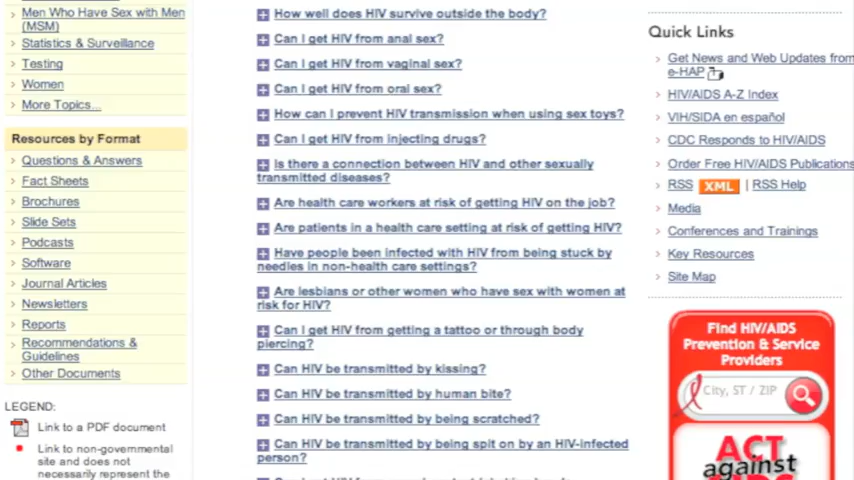 Men Who Have Sex with Men
(MSM)
Statistics & Surveillance
Testing
Women
More Topics...
Resources by Format
Questions & Answers
Fact Sheets
Brochures
Slide Sets
Podcasts
Software
Journal Articles
Newsletters
Reports
Recommendations &
Guidelines
Other Documents
LEGEND:
Link to a PDF document
Link to non-governmental
site and does not
necessarily represent the
How well does HIV survive outside the body?
Can I get HIV from anal sex?
Can I get HIV from vaginal sex?
Can I get HIV from oral sex?
How can I prevent HIV transmission when using sex toys?
Can I get HIV from injecting drugs?
Is there a connection between HIV and other sexually
transmitted diseases?
Are health care workers at risk of getting HIV on the job?
Are patients in a health care setting at risk of getting HIV?
Have people been infected with HIV from being stuck by
needles in non-health care settings?
Are lesbians or other women who have sex with women at
risk for HIV?
Can I get HIV from getting a tattoo or through body
piercing?
Can HIV be transmitted by kissing?
Can HIV be transmitted by human bite?
Can HIV be transmitted by being scratched?
Can HIV be transmitted by being spit on by an HIV-infected
person?
Quick Links
Get News and Web Updates from
e-HAP
HIV/AIDS A-Z Index
VIH/SIDA en español
CDC Responds to HIV/AIDS
Order Free HIV/AIDS Publications
RSS XML | RSS Help
Media
Conferences and Trainings
Key Resources
Site Map
Find HIV/AIDS
Prevention & Service
Providers
City, ST / ZIP
ACT
against